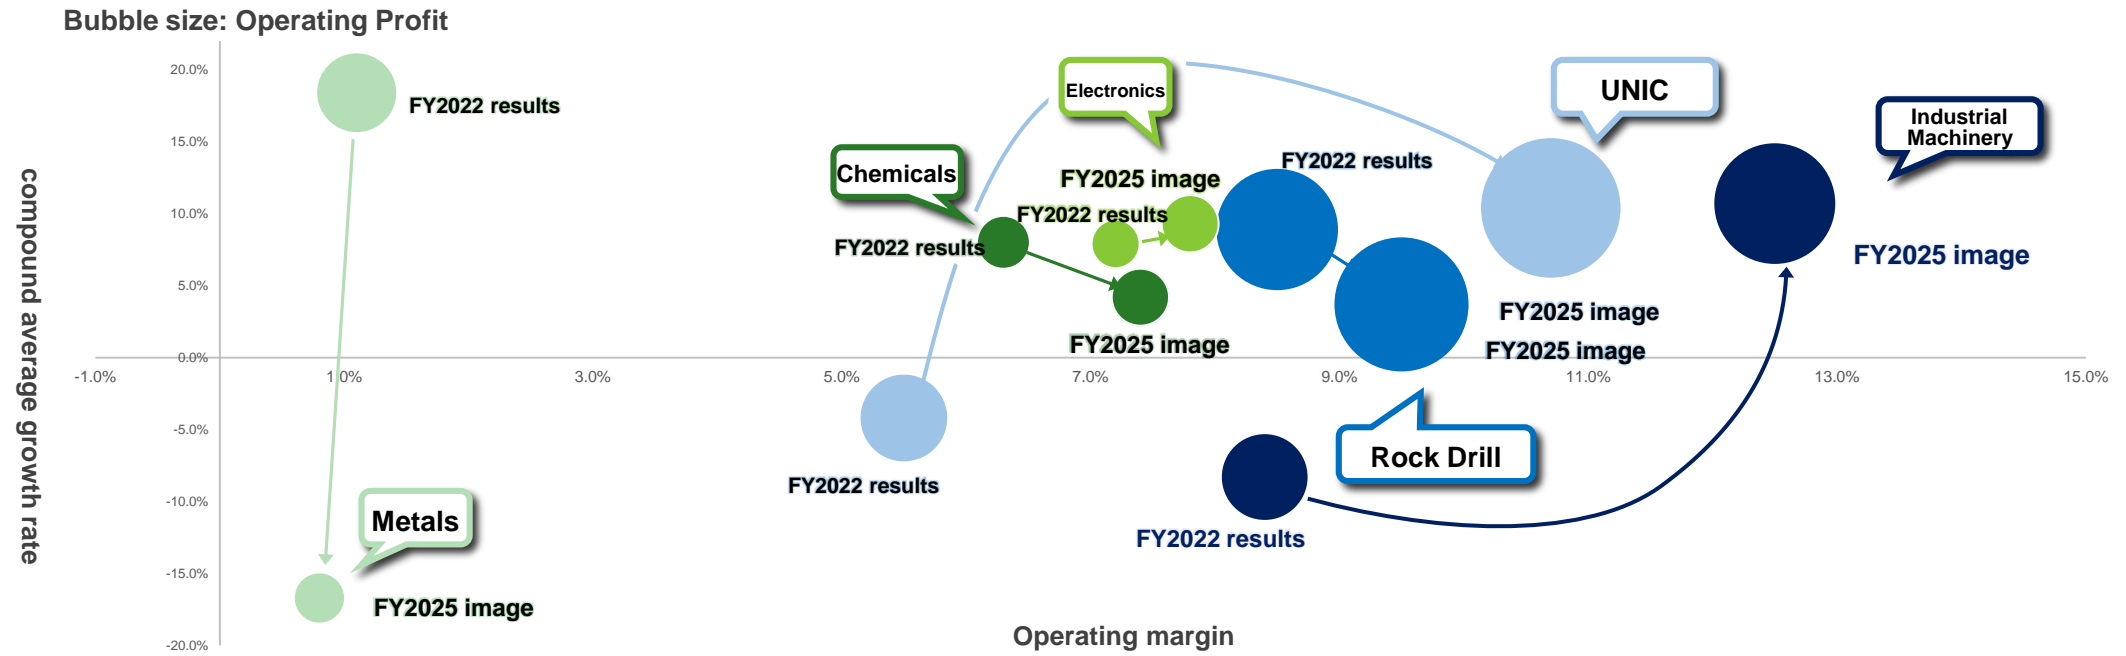 Bubble size: Operating Profit
20.0%
15.0%
10.0%
5.0%
0.0%
-5.0%
-10.0%
-15.0%
-20.0%
compound average growth rate
-1.0%
1.0%
3.0%
5.0%
7.0%
9.0%
11.0%
13.0%
15.0%
Operating margin
FY2022 results
Metals
FY2025 image
Chemicals
FY2022 results
FY2025 image
Electronics
FY2025 image
FY2022 results
FY2022 results
FY2025 image
FY2025 image
Rock Drill
UNIC
FY2022 results
Industrial
Machinery
FY2025 image
FY2022 results